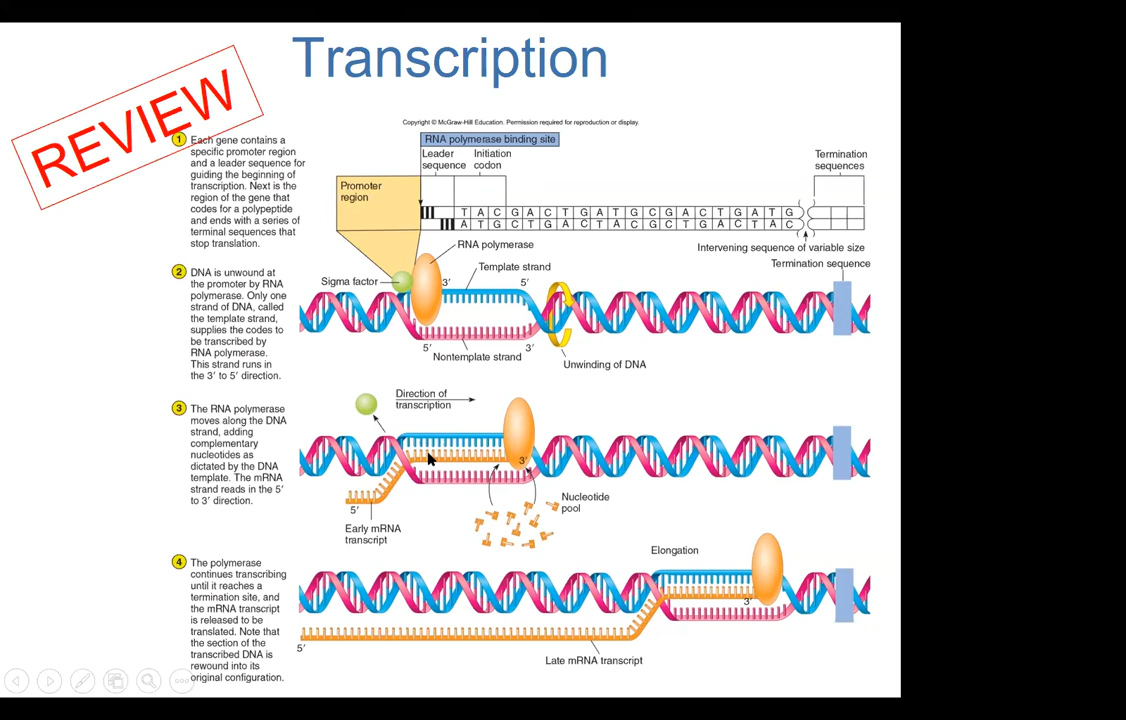 Transcription
REVIEW
Copyright © McGraw-Hill Education. Permission required for reproduction or display.
1 Each gene contains a
specific promoter region
and a leader sequence for
guiding the beginning of
transcription. Next is the
region of the gene that
codes for a polypeptide
and ends with a series of
terminal sequences that
stop translation.
RNA polymerase binding site
Leader
sequence
Initiation
codon
Termination
sequences
Promoter
region
T A C G A C T G A T G C G A C T G A T G
A T G C T G A C T A C G C T G A C T A C
Intervening sequence of variable size
2 DNA is unwound at
the promoter by RNA
polymerase. Only one
strand of DNA, called
the template strand,
supplies the codes to
be transcribed by
RNA polymerase.
This strand runs in
the 3′ to 5′ direction.
RNA polymerase
Termination sequence
Template strand
Sigma factor
3′
5′
5′
3′
Nontemplate strand
Unwinding of DNA
3 The RNA polymerase
moves along the DNA
strand, adding
complementary
nucleotides as
dictated by the DNA
template. The mRNA
strand reads in the 5′
to 3′ direction.
Direction of
transcription
3′
5′
Nucleotide
pool
Early mRNA
transcript
4 The polymerase
continues transcribing
until it reaches a
termination site, and
the mRNA transcript
is released to be
translated. Note that
the section of the
transcribed DNA is
rewound into its
original configuration.
Elongation
3′
5′
Late mRNA transcript